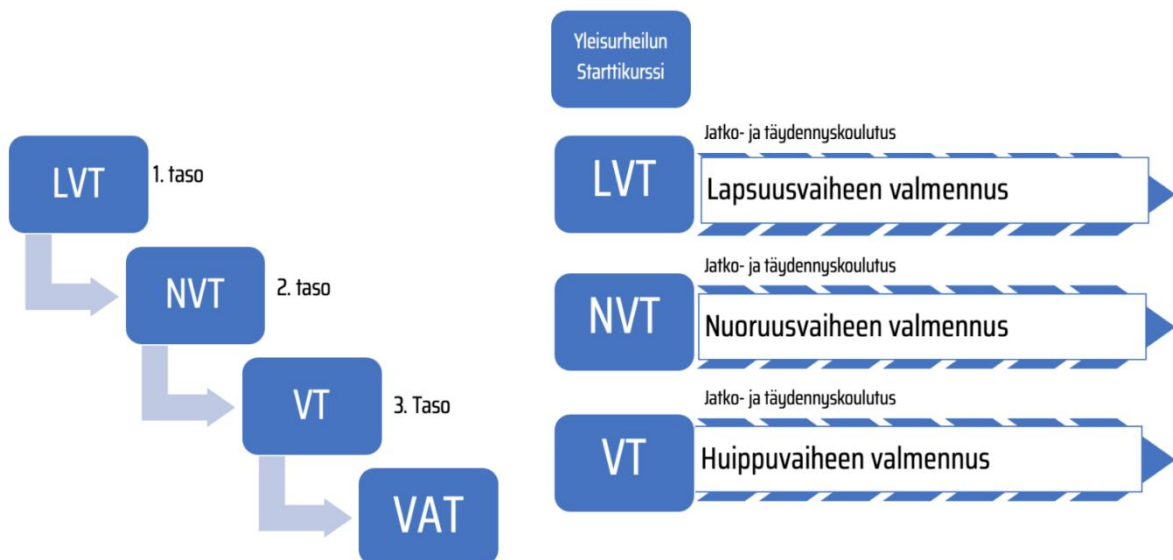 LVT
1. taso
NVT
2. taso
VT
3. Taso
VAT
Yleisurheilun
Starttikurssi
LVT
Jatko- ja täydennyskoulutus
Lapsuusvaiheen valmennus
NVT
Jatko- ja täydennyskoulutus
Nuoruusvaiheen valmennus
VT
Jatko- ja täydennyskoulutus
Huippuvaiheen valmennus